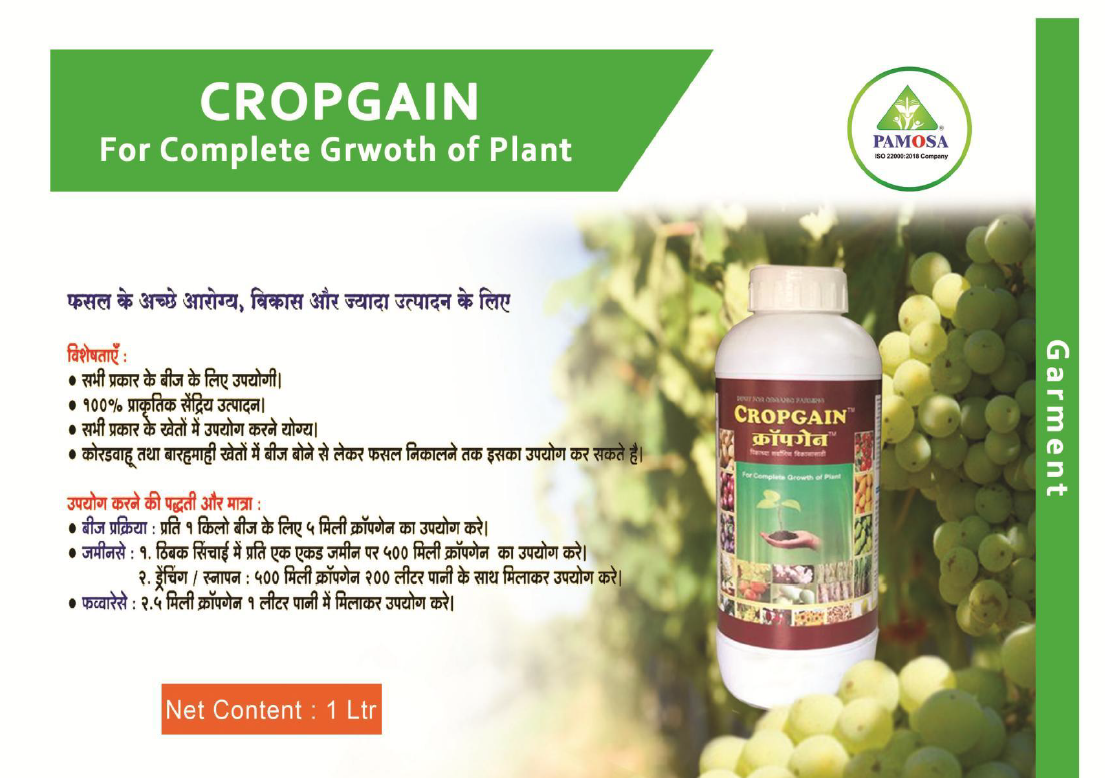 CROPGAIN
For Complete Grwoth of Plant
PAMOSA
ISO 22000:2018 Company
Garment
फसल के अच्छे आरोग्य, विकास और ज्यादा उत्पादन के लिए
विशेषताएँ :
• सभी प्रकार के बीज के लिए उपयोगी|
• १००% प्राकृतिक सेंद्रिय उत्पादन|
• सभी प्रकार के खेतों में उपयोग करने योग्य|
• कोरडवाहू तथा बारहमाही खेतों में बीज बोने से लेकर फसल निकालने तक इसका उपयोग कर सकते है|
उपयोग करने की पद्धती और मात्रा :
• बीज प्रक्रिया : प्रति १ किलो बीज के लिए ५ मिली क्रॉपगेन का उपयोग करे|
• जमीनसे : १. ठिबक सिंचाई में प्रति एक एकड जमीन पर ५०० मिली क्रॉपगेन का उपयोग करे|
२. ड्रेंचिंग / स्नापन : ५०० मिली क्रॉपगेन २०० लीटर पानी के साथ मिलाकर उपयोग करे|
• फव्वारेसे : २.५ मिली क्रॉपगेन १ लीटर पानी में मिलाकर उपयोग करे|
Net Content : 1 Ltr
CROPGAIN™
क्रॉपगेन™
For Complete Growth of Plant